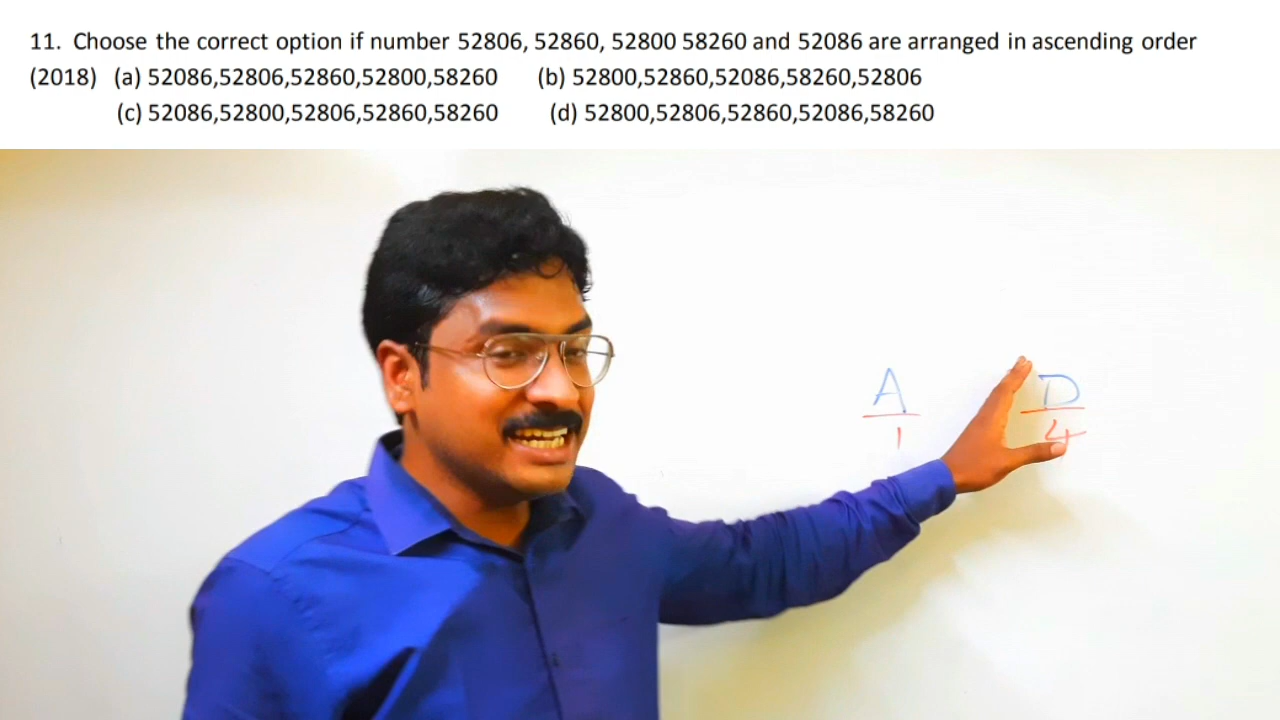 11. Choose the correct option if number 52806, 52860, 52800 58260 and 52086 are arranged in ascending order
(2018) (a) 52086,52806,52860,52800,58260 (b) 52800,52860,52086,58260,52806
(c) 52086,52800,52806,52860,58260 (d) 52800,52806,52860,52086,58260
A D
1 4